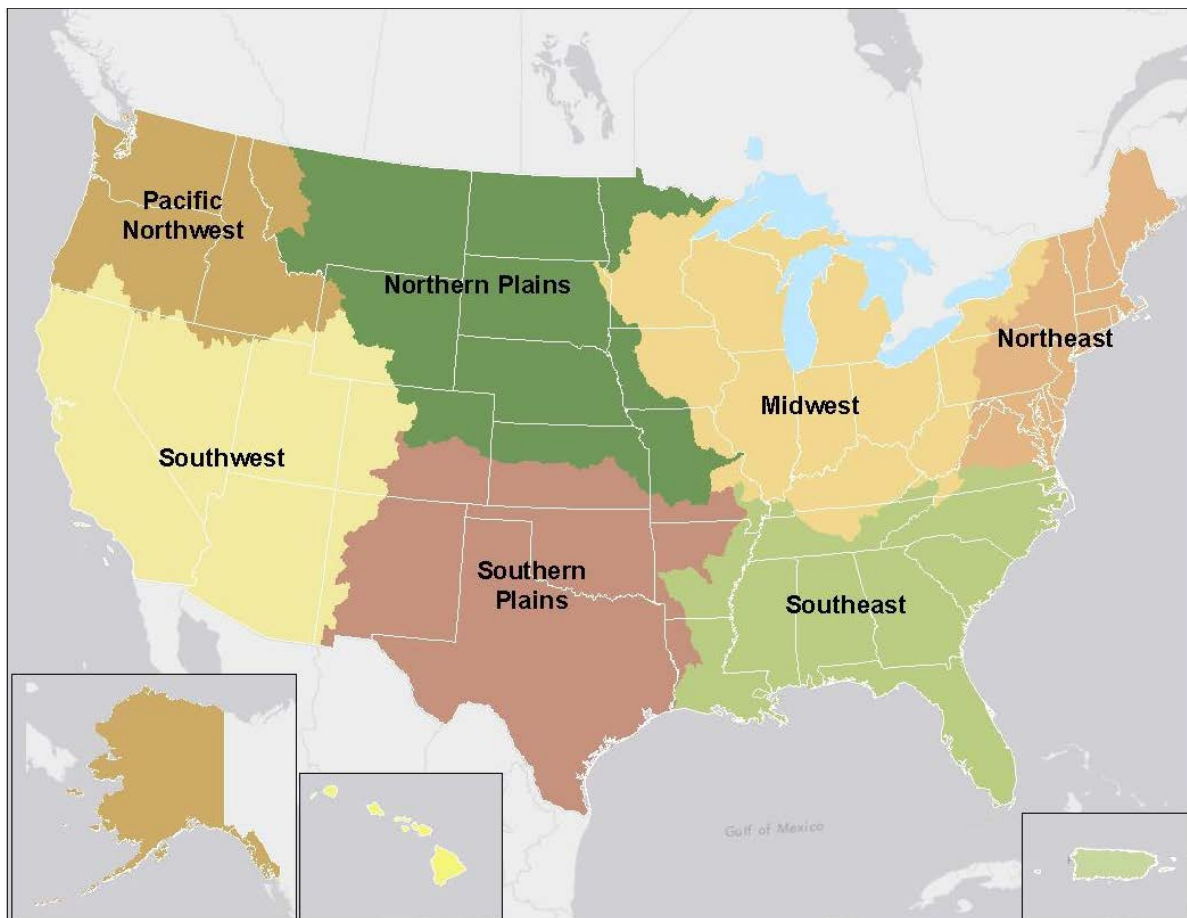 Pacific
Northwest
Northern Plains
Northeast
Midwest
Southwest
Southern
Plains
Southeast
Gulf of Mexico